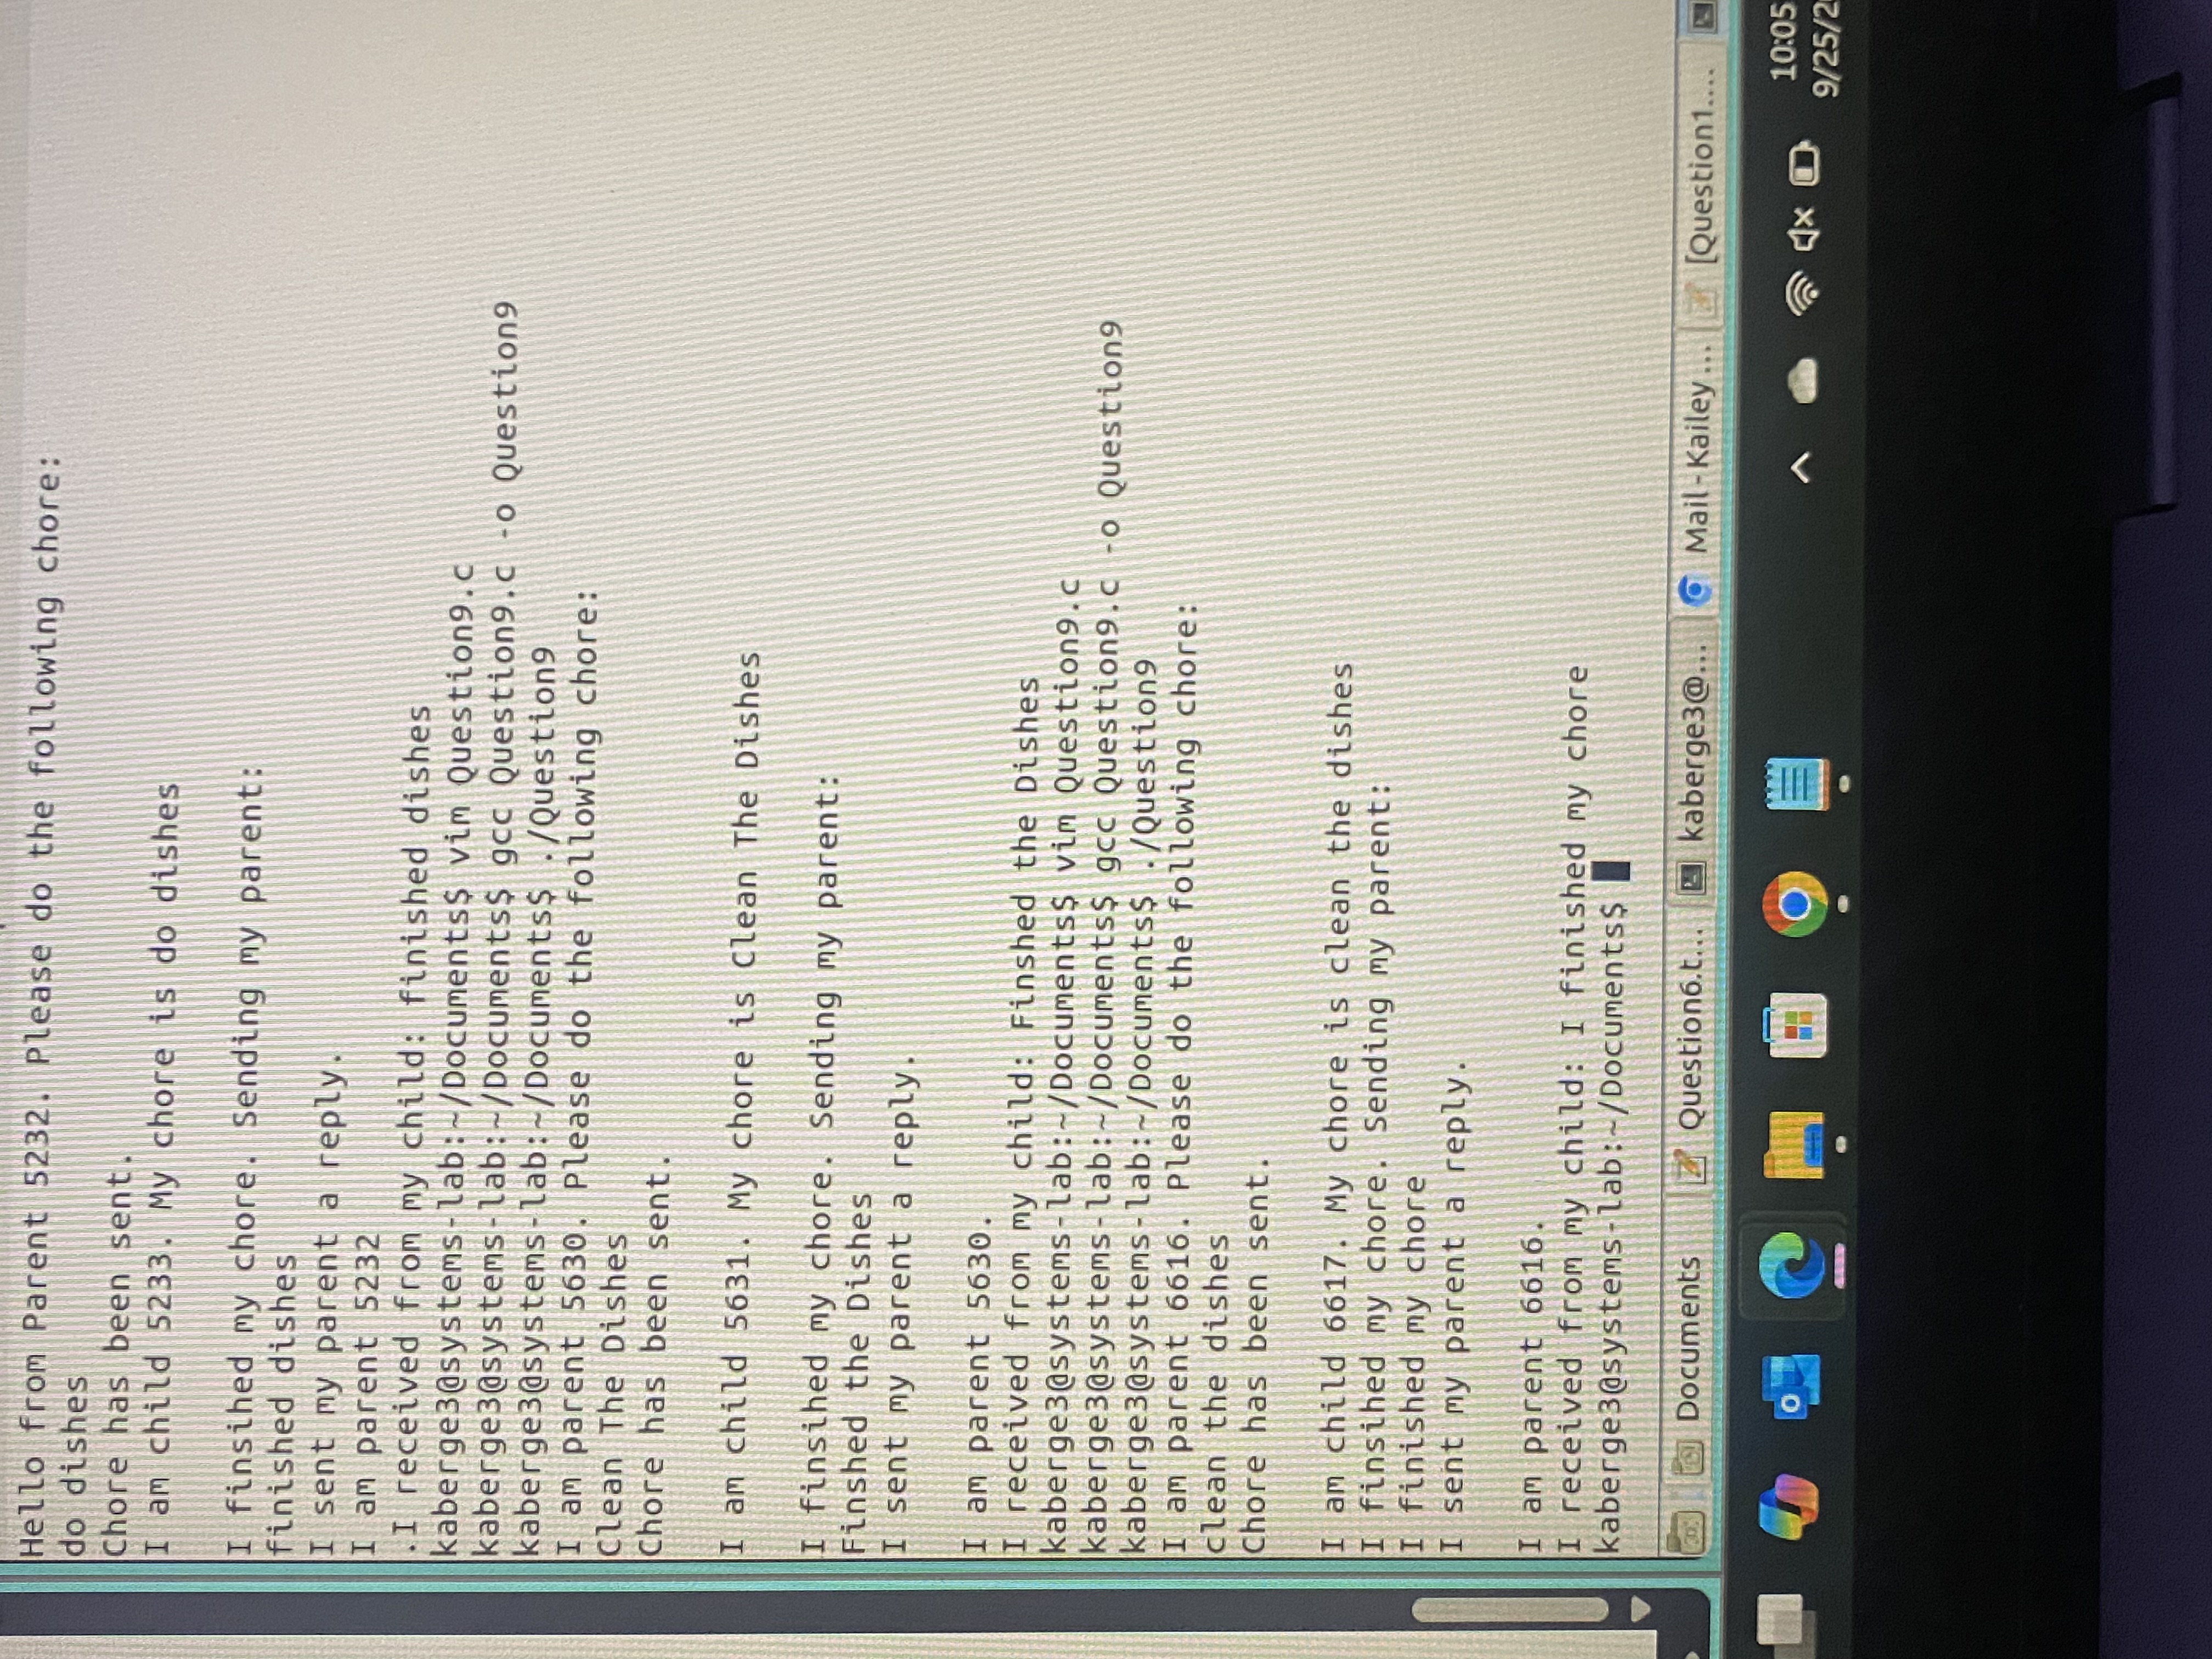 Hello from Parent 5232. Please do the following chore:
do dishes
Chore has been sent.
I am child 5233. My chore is do dishes
I finsihed my chore. Sending my parent:
finished dishes
I sent my parent a reply.
I am parent 5232
.I received from my child: finished dishes
kaberge3@systems-lab:~/Documents$ vim Question9.c
kaberge3@systems-lab:~/Documents$ gcc Question9.c -o Question9
kaberge3@systems-lab:~/Documents$ ./Question9
I am parent 5630. Please do the following chore:
Clean The Dishes
Chore has been sent.
I am child 5631. My chore is Clean The Dishes
I finsihed my chore. Sending my parent:
Finshed the Dishes
I sent my parent a reply.
I am parent 5630.
I received from my child: Finshed the Dishes
kaberge3@systems-lab:~/Documents$ vim Question9.c
kaberge3@systems-lab:~/Documents$ gcc Question9.c -o Question9
kaberge3@systems-lab:~/Documents$ ./Question9
I am parent 6616. Please do the following chore:
clean the dishes
Chore has been sent.
I am child 6617. My chore is clean the dishes
I finsihed my chore. Sending my parent:
I finished my chore
I sent my parent a reply.
I am parent 6616.
I received from my child: I finished my chore
kaberge3@systems-lab:~/Documents$
Documents Question6.t... kaberge3@... Mail - Kailey ... [Question1....
10:05
9/25/2